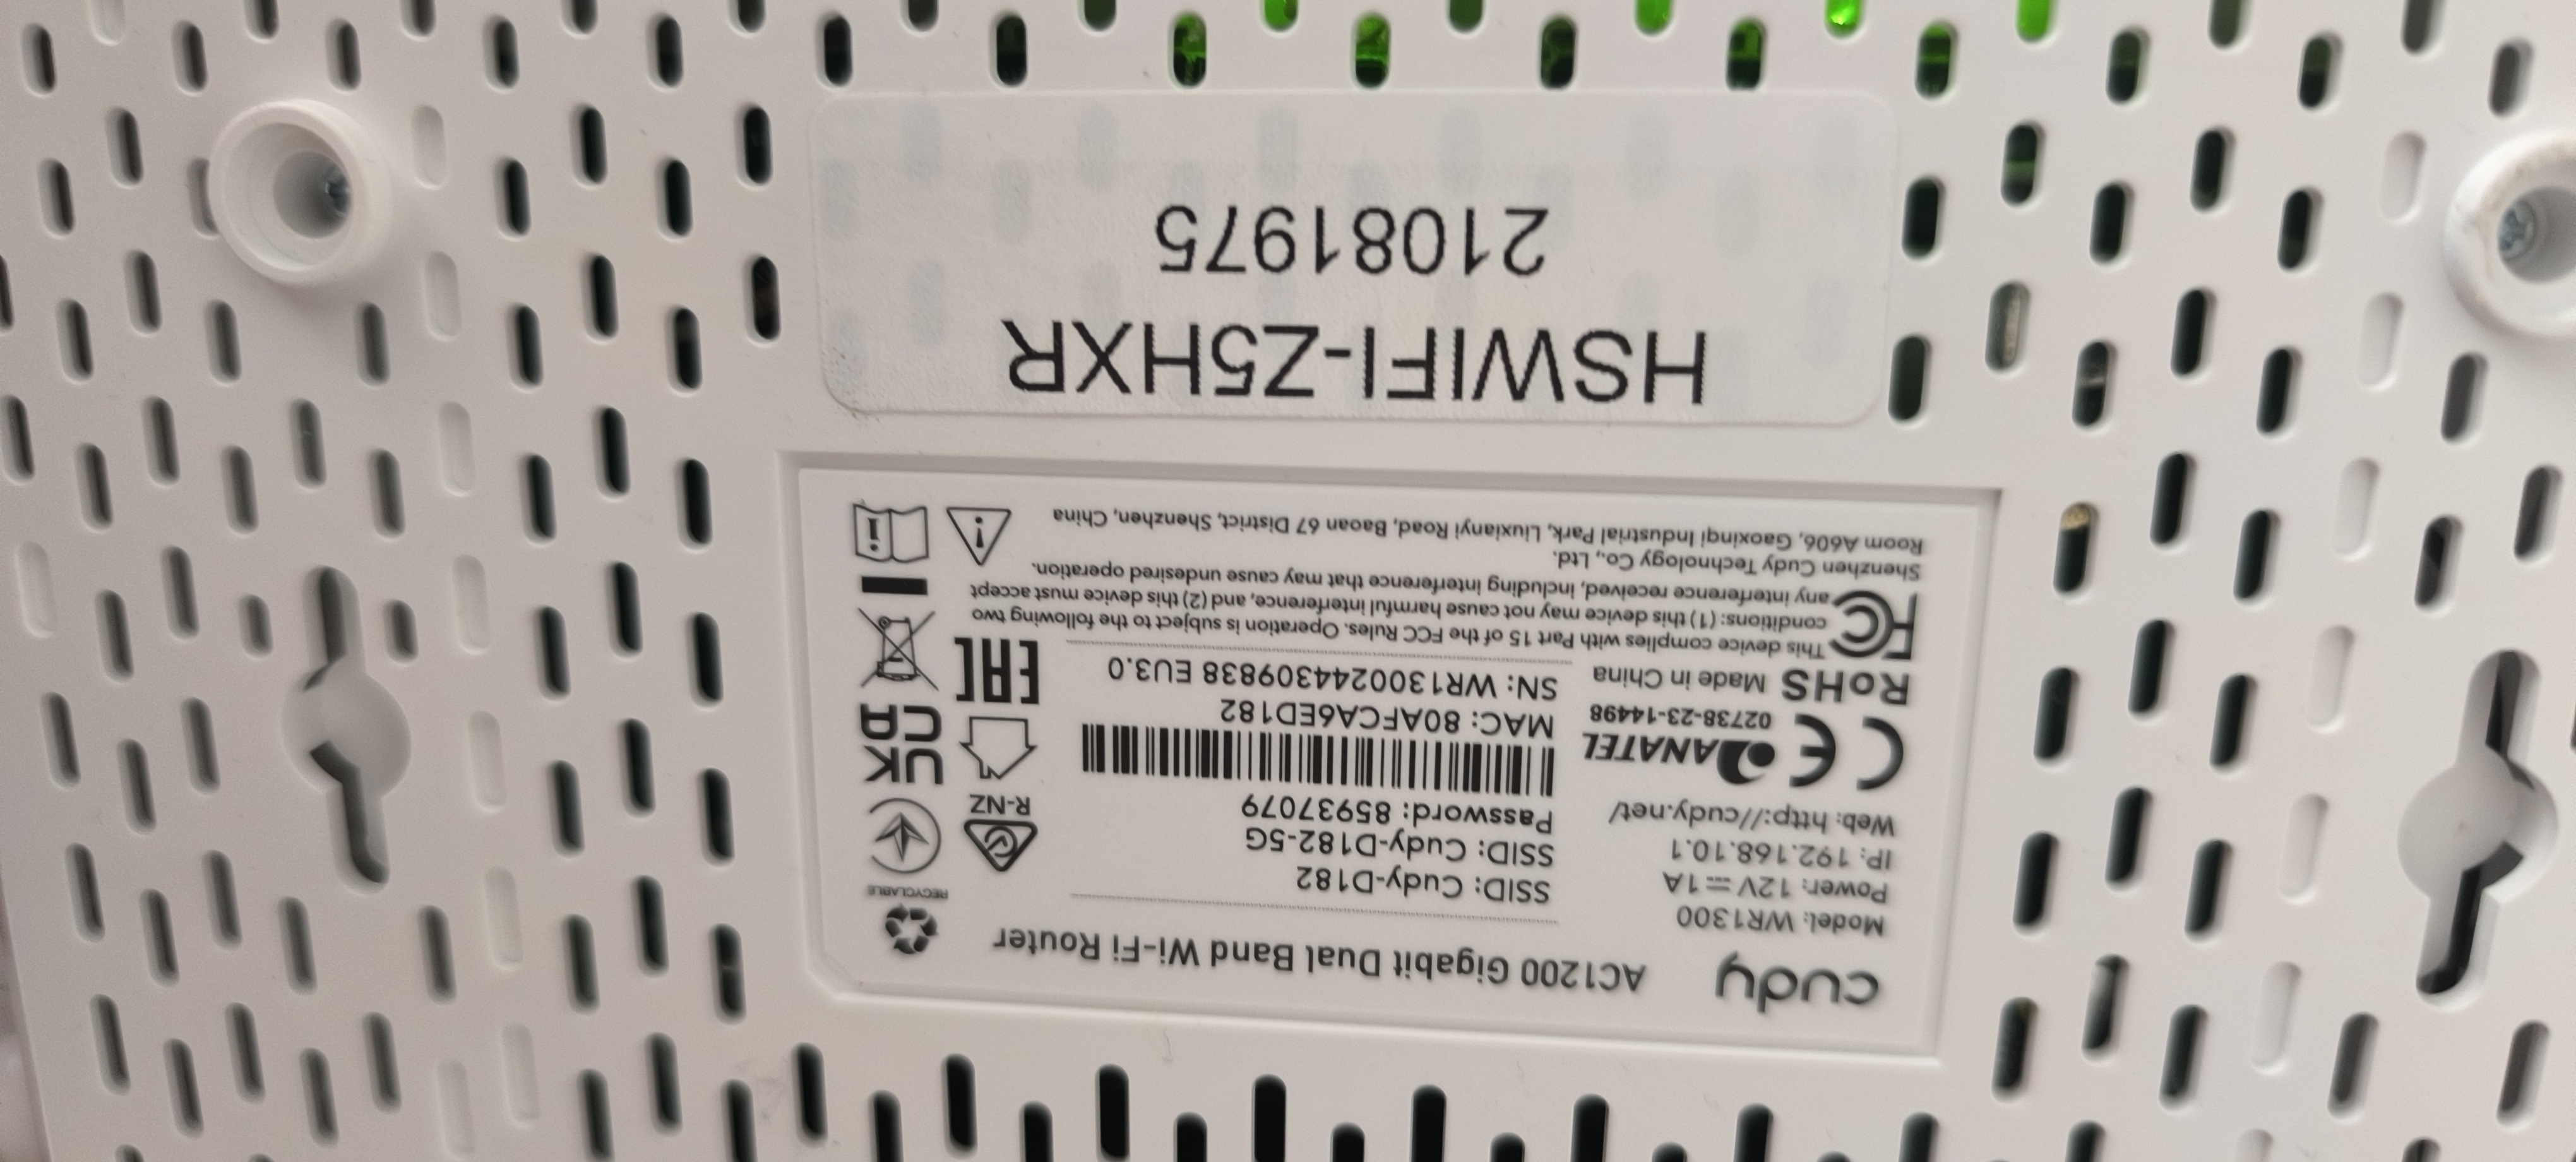 cudy
AC1200 Gigabit Dual Band Wi-Fi Router
Model: WR1300
Power: 12V⎓1A
IP: 192.168.10.1
Web: http://cudy.net/
SSID: Cudy-D182
SSID: Cudy-D182-5G
Password: 85937079
MAC: 80AFCA6ED182
SN: WR1300244309838 EU3.0
CE
ANATEL
02738-23-14498
RoHS Made in China
RECYCLABLE
R-NZ
UK
CA
EAC
FC
This device complies with Part 15 of the FCC Rules. Operation is subject to the following two
conditions: (1) this device may not cause harmful interference, and (2) this device must accept
any interference received, including interference that may cause undesired operation.
Shenzhen Cudy Technology Co., Ltd.
Room A606, Gaoxinqi Industrial Park, Liuxianyi Road, Baoan 67 District, Shenzhen, China
HSWIFI-Z5HXR
21081975